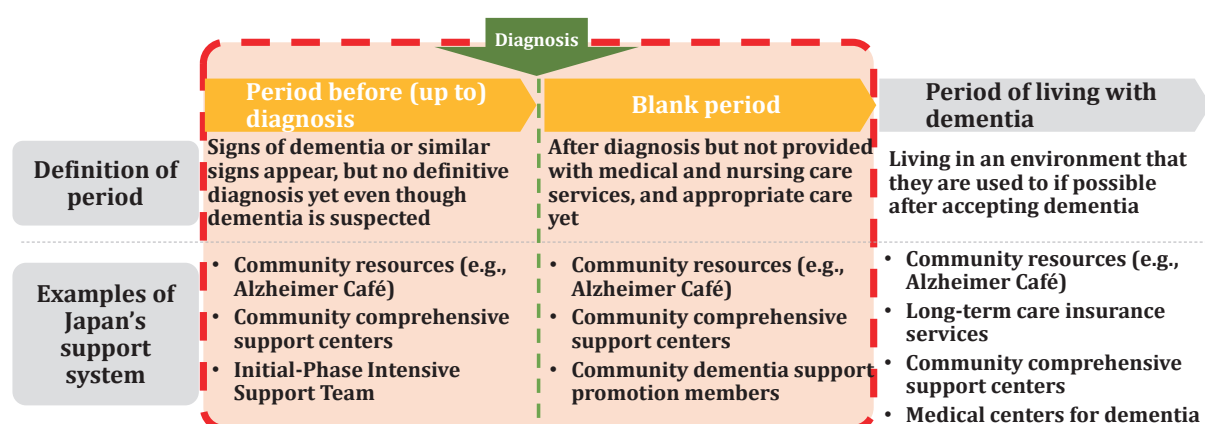 Diagnosis
Period before (up to)
diagnosis
Blank period
Period of living with
dementia
Definition of
period
Signs of dementia or similar
signs appear, but no definitive
diagnosis yet even though
dementia is suspected
After diagnosis but not provided
with medical and nursing care
services, and appropriate care
yet
Living in an environment that
they are used to if possible
after accepting dementia
Examples of
Japan’s
support
system
• Community resources (e.g.,
Alzheimer Café)
• Community comprehensive
support centers
• Initial-Phase Intensive
Support Team
• Community resources (e.g.,
Alzheimer Café)
• Community comprehensive
support centers
• Community dementia support
promotion members
• Community resources (e.g.,
Alzheimer Café)
• Long-term care insurance
services
• Community comprehensive
support centers
• Medical centers for dementia